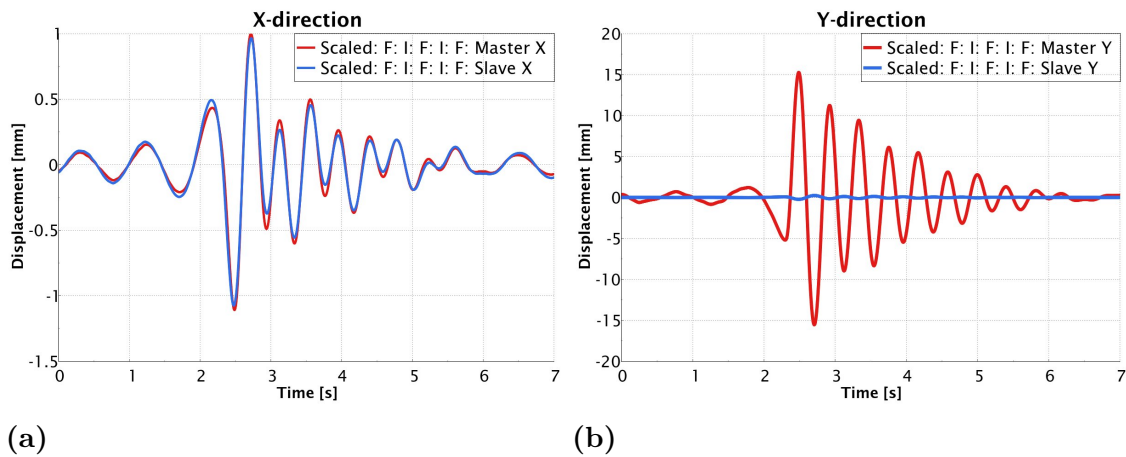 X-direction
Scaled: F: I: F: I: F: Master X
Scaled: F: I: F: I: F: Slave X
Displacement [mm]
1
0.5
0
-0.5
-1
-1.5
0 1 2 3 4 5 6 7
Time [s]
(a)
Y-direction
Scaled: F: I: F: I: F: Master Y
Scaled: F: I: F: I: F: Slave Y
Displacement [mm]
20
15
10
5
0
-5
-10
-15
-20
0 1 2 3 4 5 6 7
Time [s]
(b)